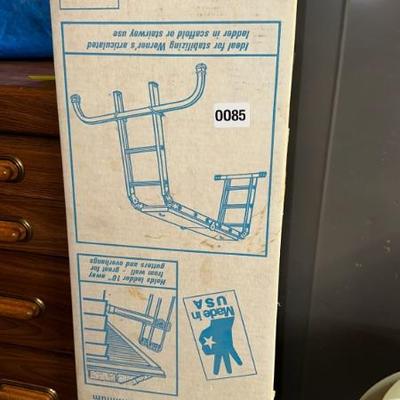 Ideal for stabilizing Werner's articulated
ladder in scaffold or stairway use
0085
Holds ladder 10" away
from wall - great for
gutters and overhangs
Made in
USA